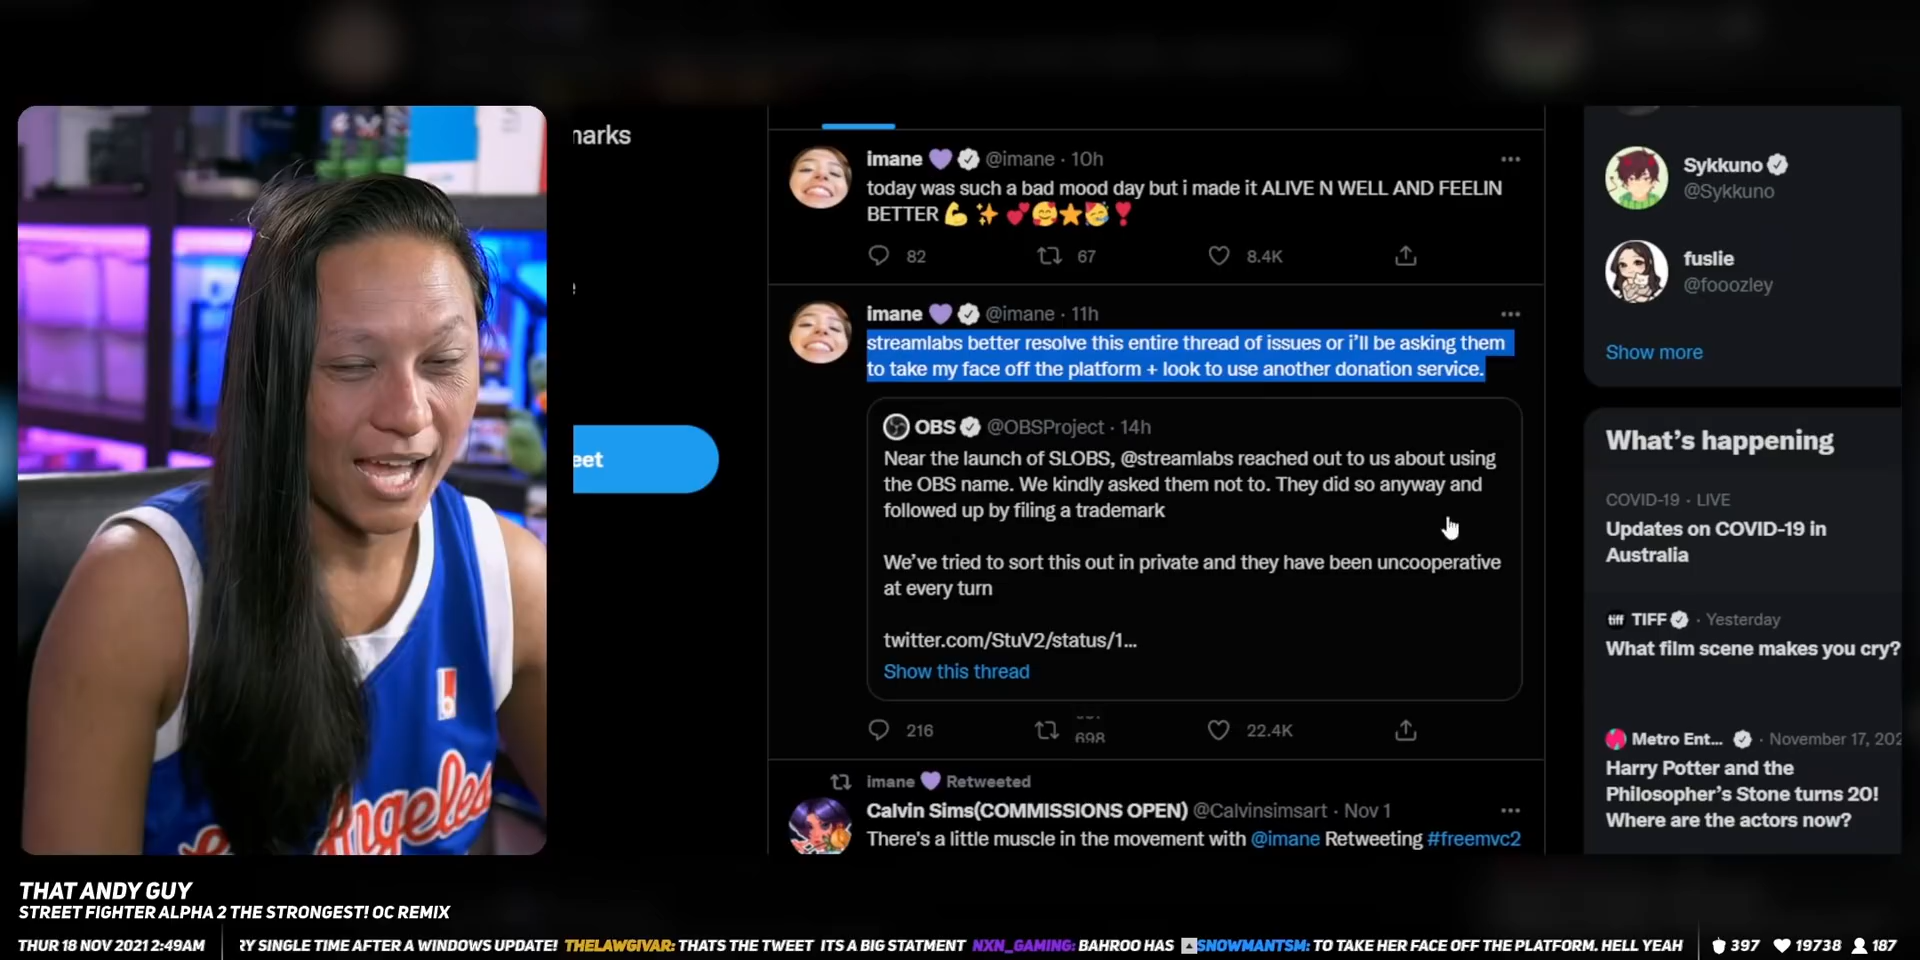 narks
imane @imane · 10h
today was such a bad mood day but i made it ALIVE N WELL AND FEELIN
BETTER
82 67 8.4K
imane @imane · 11h
streamlabs better resolve this entire thread of issues or i'll be asking them
to take my face off the platform + look to use another donation service.
OBS @OBSProject · 14h
Near the launch of SLOBS, @streamlabs reached out to us about using
the OBS name. We kindly asked them not to. They did so anyway and
followed up by filing a trademark
We've tried to sort this out in private and they have been uncooperative
at every turn
twitter.com/StuV2/status/1...
Show this thread
216 698 22.4K
imane Retweeted
Calvin Sims(COMMISSIONS OPEN) @Calvinsimsart · Nov 1
There's a little muscle in the movement with @imane Retweeting #freemvc2
eet
Sykkuno
@Sykkuno
fuslie
@fooozley
Show more
What's happening
COVID-19 · LIVE
Updates on COVID-19 in
Australia
tiff TIFF · Yesterday
What film scene makes you cry?
Metro Ent... · November 17, 202
Harry Potter and the
Philosopher's Stone turns 20!
Where are the actors now?
Angeles
THAT ANDY GUY
STREET FIGHTER ALPHA 2 THE STRONGEST! OC REMIX
THUR 18 NOV 2021 2:49AM RY SINGLE TIME AFTER A WINDOWS UPDATE! THELAWGIVAR: THATS THE TWEET ITS A BIG STATMENT NXN_GAMING: BAHROO HAS SNOWMANTSM: TO TAKE HER FACE OFF THE PLATFORM. HELL YEAH 397 19738 187